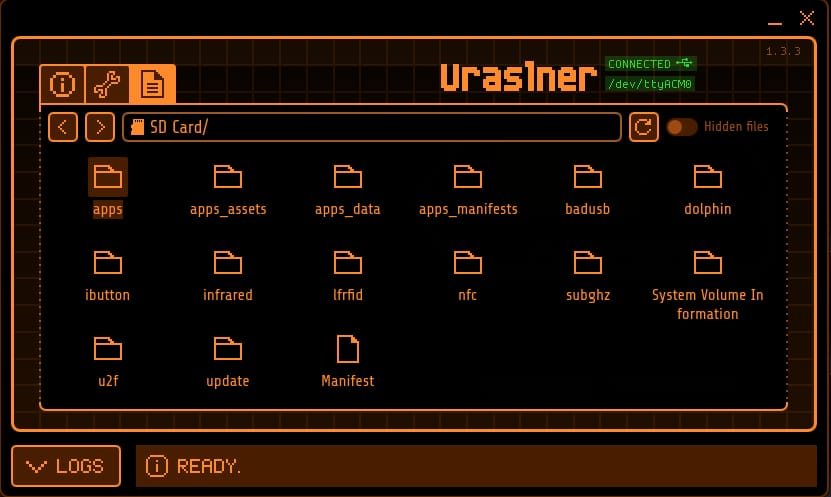 1.3.3
Vras1ner
CONNECTED
/dev/ttyACM0
SD Card/
Hidden files
apps
apps_assets
apps_data
apps_manifests
badusb
dolphin
ibutton
infrared
lfrfid
nfc
subghz
System Volume In
formation
u2f
update
Manifest
LOGS
READY.